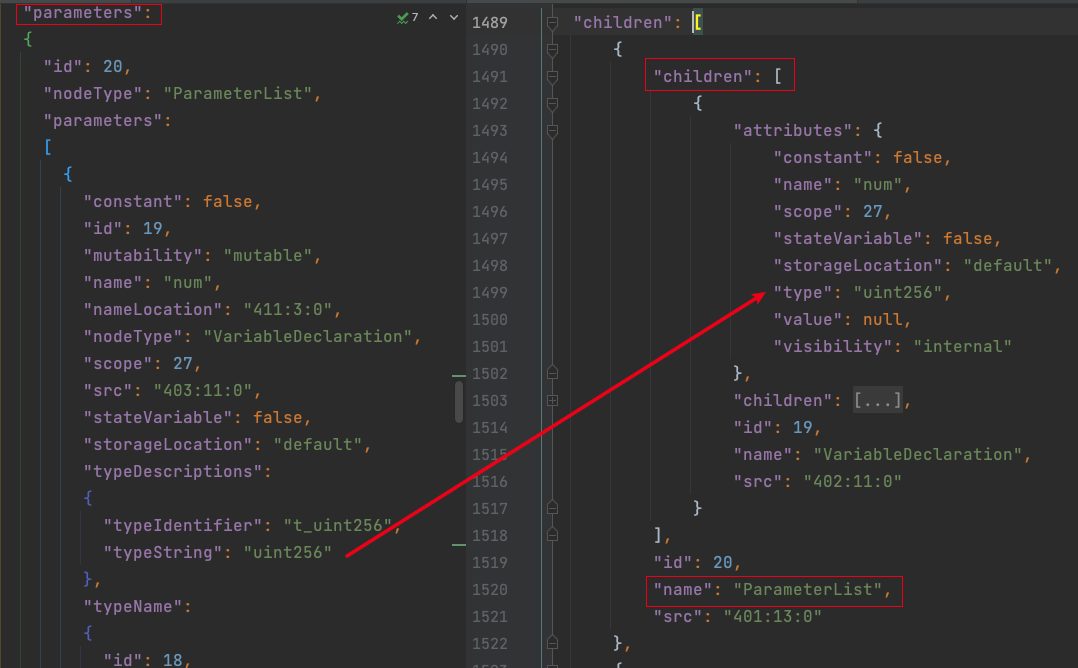 "parameters":
{
"id": 20,
"nodeType": "ParameterList",
"parameters":
[
{
"constant": false,
"id": 19,
"mutability": "mutable",
"name": "num",
"nameLocation": "411:3:0",
"nodeType": "VariableDeclaration",
"scope": 27,
"src": "403:11:0",
"stateVariable": false,
"storageLocation": "default",
"typeDescriptions":
{
"typeIdentifier": "t_uint256",
"typeString": "uint256"
},
"typeName":
{
"id": 18,
7
1489 "children": [
1490 {
1491 "children": [
1492 {
1493 "attributes": {
1494 "constant": false,
1495 "name": "num",
1496 "scope": 27,
1497 "stateVariable": false,
1498 "storageLocation": "default",
1499 "type": "uint256",
1500 "value": null,
1501 "visibility": "internal"
1502 },
1503 "children": [...],
1514 "id": 19,
1515 "name": "VariableDeclaration",
1516 "src": "402:11:0"
1517 }
1518 ],
1519 "id": 20,
1520 "name": "ParameterList",
1521 "src": "401:13:0"
1522 },